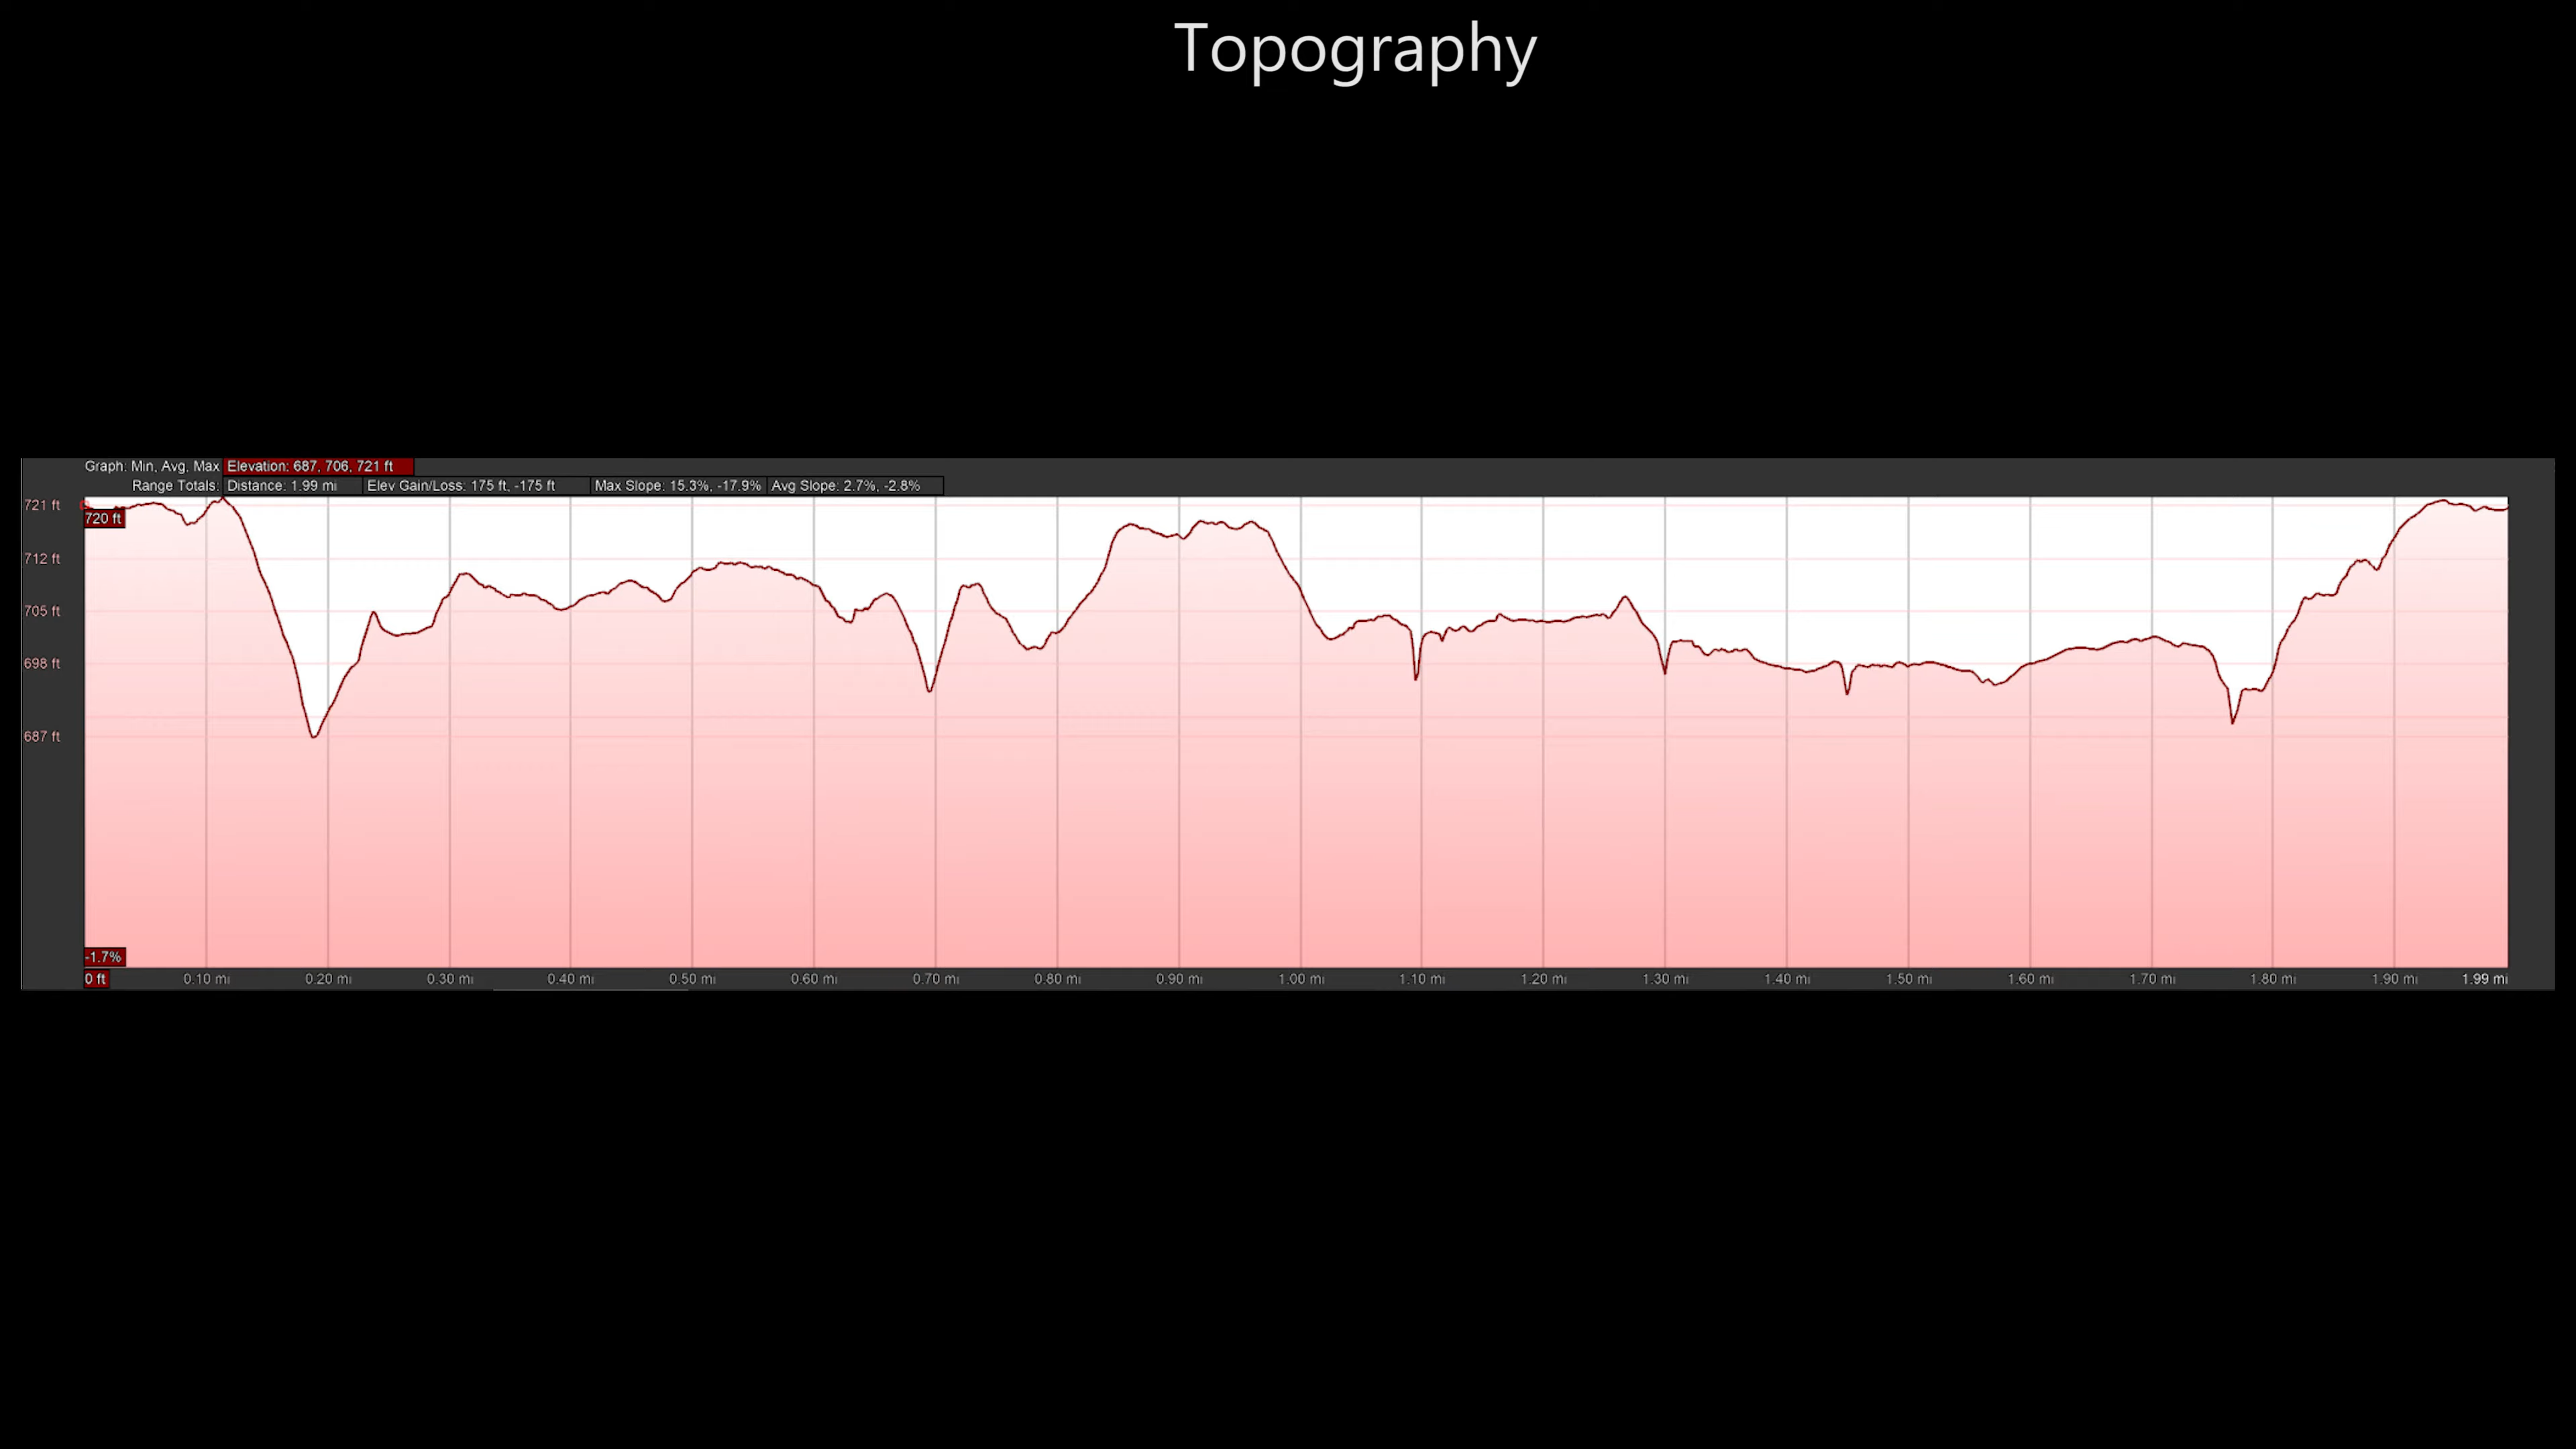 Topography
Graph: Min, Avg, Max Elevation: 687, 706, 721 ft
Range Totals: Distance: 1.99 mi Elev Gain/Loss: 175 ft, -175 ft Max Slope: 15.3%, -17.9% Avg Slope: 2.7%, -2.8%
721 ft
720 ft
712 ft
705 ft
698 ft
687 ft
-1.7%
0 ft 0.10 mi 0.20 mi 0.30 mi 0.40 mi 0.50 mi 0.60 mi 0.70 mi 0.80 mi 0.90 mi 1.00 mi 1.10 mi 1.20 mi 1.30 mi 1.40 mi 1.50 mi 1.60 mi 1.70 mi 1.80 mi 1.90 mi 1.99 mi